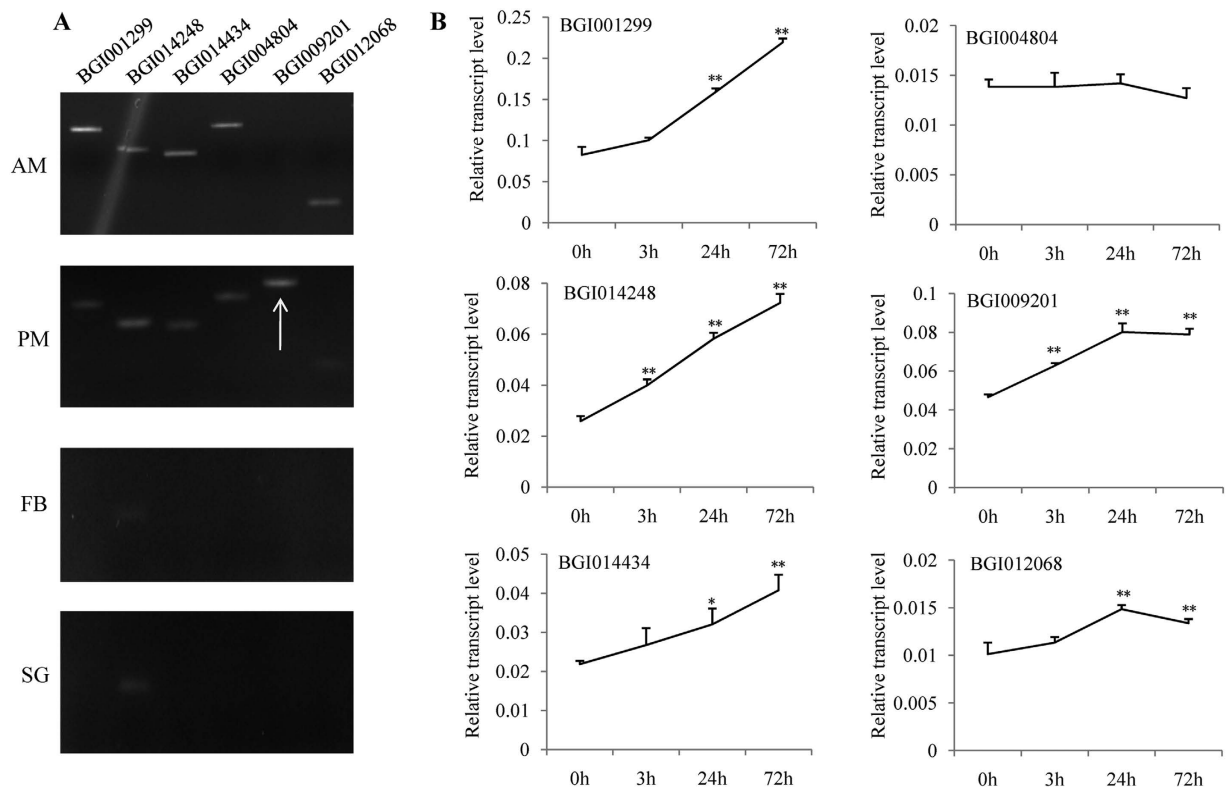 A
BGI001299
BGI014248
BGI014434
BGI004804
BGI009201
BGI012068
AM
PM
FB
SG
B
BGI001299
Relative transcript level
0.25
0.2
0.15
0.1
0.05
0
**
**
0h 3h 24h 72h
BGI004804
Relative transcript level
0.02
0.015
0.01
0.005
0
0h 3h 24h 72h
BGI014248
Relative transcript level
0.08
0.06
0.04
0.02
0
**
**
**
0h 3h 24h 72h
BGI009201
Relative transcript level
0.1
0.08
0.06
0.04
0.02
0
**
**
**
0h 3h 24h 72h
BGI014434
Relative transcript level
0.05
0.04
0.03
0.02
0.01
0
*
**
0h 3h 24h 72h
BGI012068
Relative transcript level
0.02
0.015
0.01
0.005
0
**
**
0h 3h 24h 72h